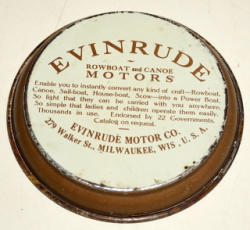 EVINRUDE
ROWBOAT and CANOE
MOTORS
Enable you to instantly convert any kind of craft—Rowboat,
Canoe, Sail-boat, House-boat, Scow—into a Power Boat.
So light that they can be carried with you anywhere.
So simple that ladies and children operate them easily.
Thousands in use. Endorsed by 22 Governments.
Catalog on request.
EVINRUDE MOTOR CO.
279 Walker St., MILWAUKEE, WIS., U. S. A.